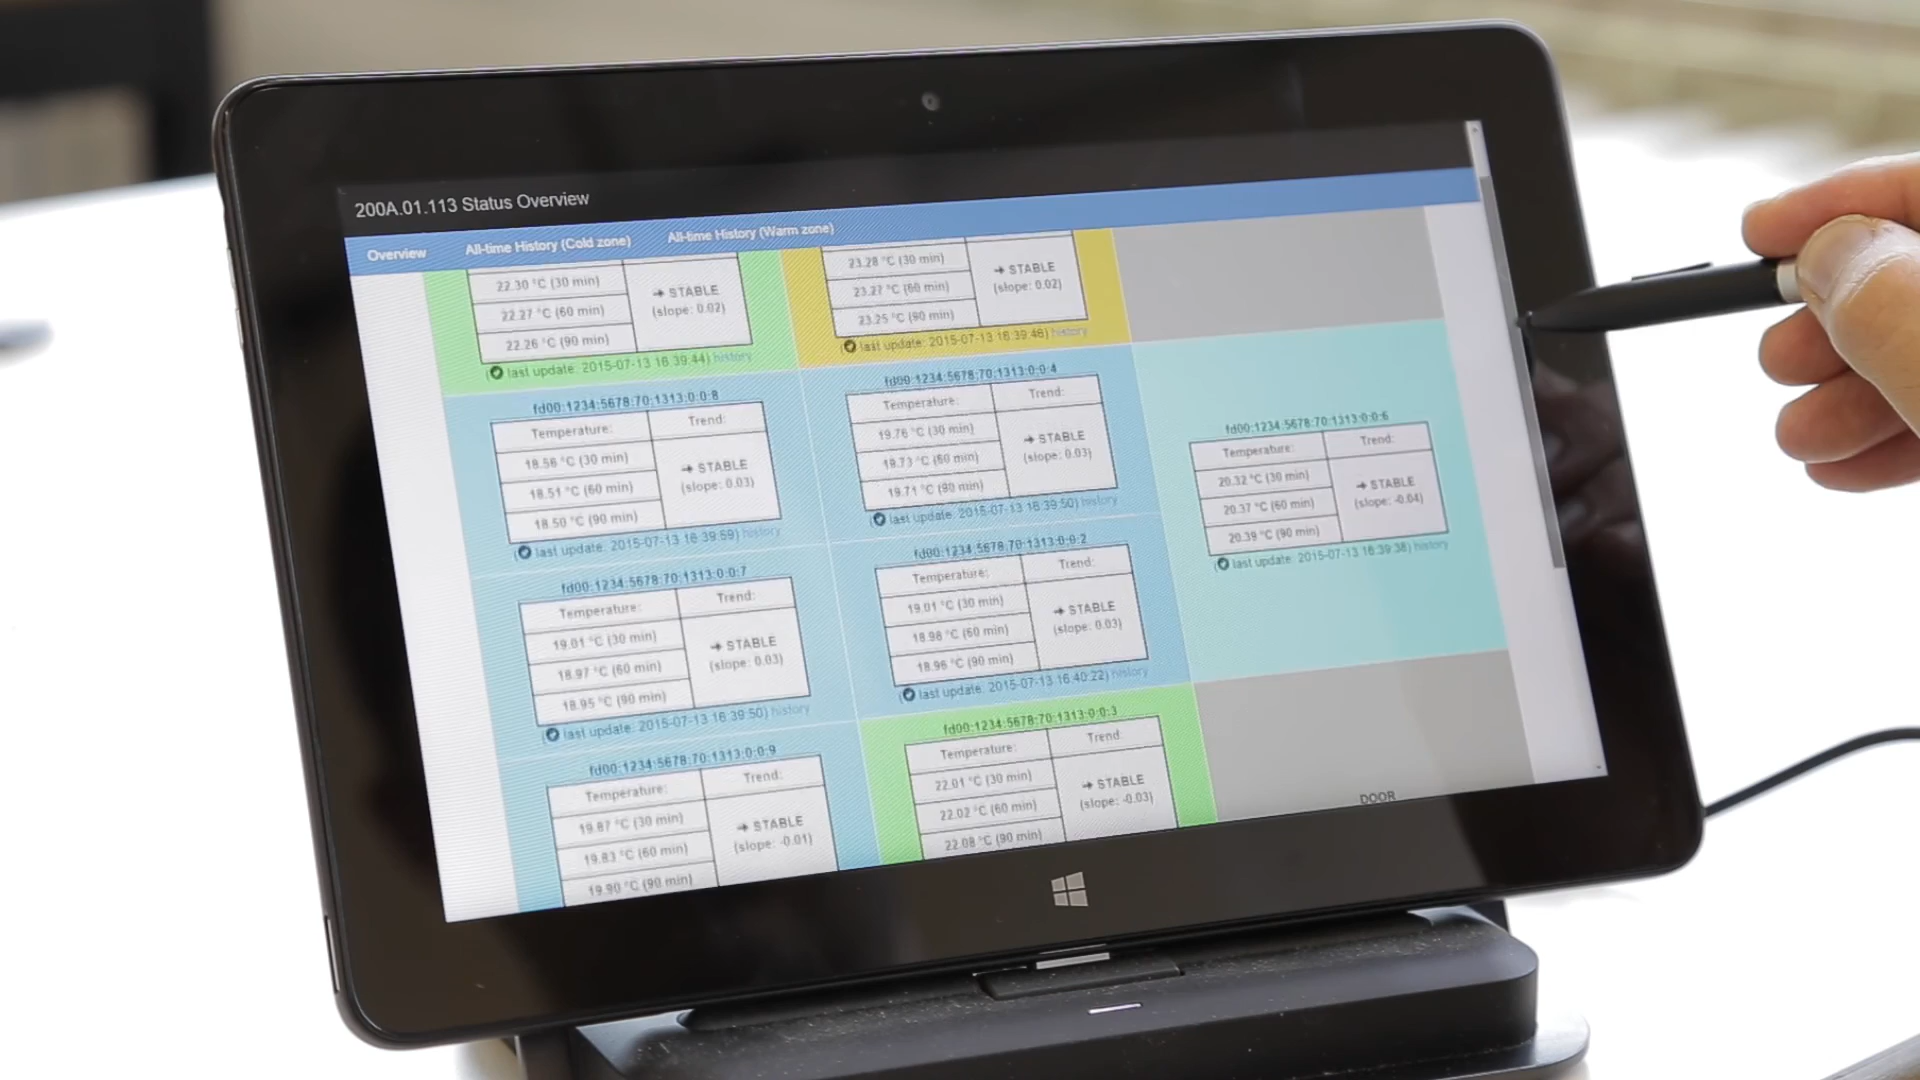 200A.01.113 Status Overview
Overview
All-time History (Cold zone)
All-time History (Warm zone)
22.30 °C (30 min)
22.27 °C (60 min)
22.26 °C (90 min)
➔ STABLE
(slope: 0.02)
( last update: 2015-07-13 16:39:44) history
23.28 °C (30 min)
23.27 °C (60 min)
23.25 °C (90 min)
➔ STABLE
(slope: 0.02)
( last update: 2015-07-13 16:39:46) history
fd00:1234:5678:70:1313:0:0:8
Temperature:
Trend:
18.56 °C (30 min)
18.51 °C (60 min)
18.50 °C (90 min)
➔ STABLE
(slope: 0.03)
( last update: 2015-07-13 16:39:59) history
fd00:1234:5678:70:1313:0:0:4
Temperature:
Trend:
19.76 °C (30 min)
19.73 °C (60 min)
19.71 °C (90 min)
➔ STABLE
(slope: 0.03)
( last update: 2015-07-13 16:39:50) history
fd00:1234:5678:70:1313:0:0:6
Temperature:
Trend:
20.32 °C (30 min)
20.37 °C (60 min)
20.39 °C (90 min)
➔ STABLE
(slope: -0.04)
( last update: 2015-07-13 16:39:38) history
fd00:1234:5678:70:1313:0:0:7
Temperature:
Trend:
19.01 °C (30 min)
18.97 °C (60 min)
18.95 °C (90 min)
➔ STABLE
(slope: 0.03)
( last update: 2015-07-13 16:39:50) history
fd00:1234:5678:70:1313:0:0:2
Temperature:
Trend:
19.01 °C (30 min)
18.98 °C (60 min)
18.96 °C (90 min)
➔ STABLE
(slope: 0.03)
( last update: 2015-07-13 16:40:22) history
fd00:1234:5678:70:1313:0:0:9
Temperature:
Trend:
19.87 °C (30 min)
19.83 °C (60 min)
19.90 °C (90 min)
➔ STABLE
(slope: -0.01)
fd00:1234:5678:70:1313:0:0:3
Temperature:
Trend:
22.01 °C (30 min)
22.02 °C (60 min)
22.08 °C (90 min)
➔ STABLE
(slope: -0.03)
DOOR